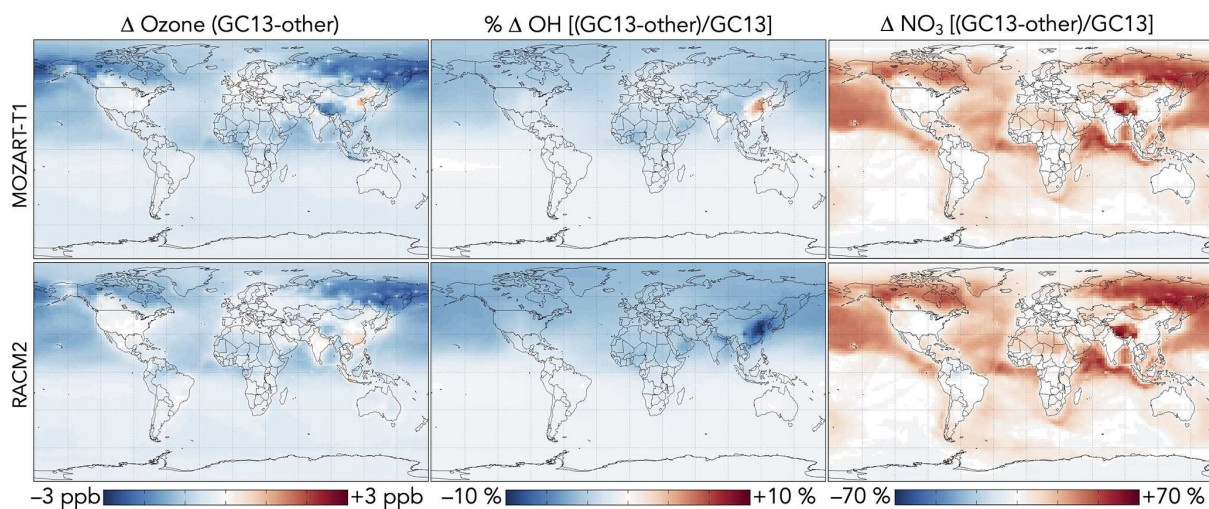 Δ Ozone (GC13-other)
% Δ OH [(GC13-other)/GC13]
Δ NO₃ [(GC13-other)/GC13]
MOZART-T1
RACM2
−3 ppb
+3 ppb
−10 %
+10 %
−70 %
+70 %